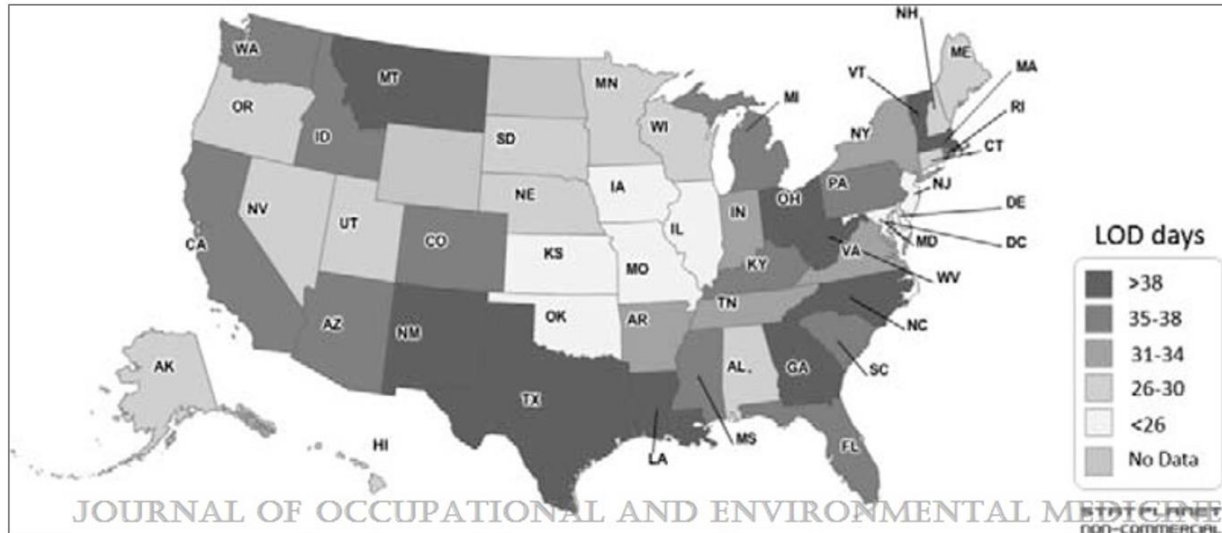 NH
WA
ME
MT
VT
MA
MN
OR
MI
RI
ID
WI
NY
SD
CT
PA
NJ
IA
NE
OH
DE
NV
IN
IL
UT
MD
DC
CA
CO
VA
KS
MO
KY
WV
TN
OK
AR
NC
AZ
NM
SC
AK
AL
GA
TX
MS
HI
LA
FL
LOD days
>38
35-38
31-34
26-30
<26
No Data
JOURNAL OF OCCUPATIONAL AND ENVIRONMENTAL MEDICINE
STATPLANET
NON-COMMERCIAL